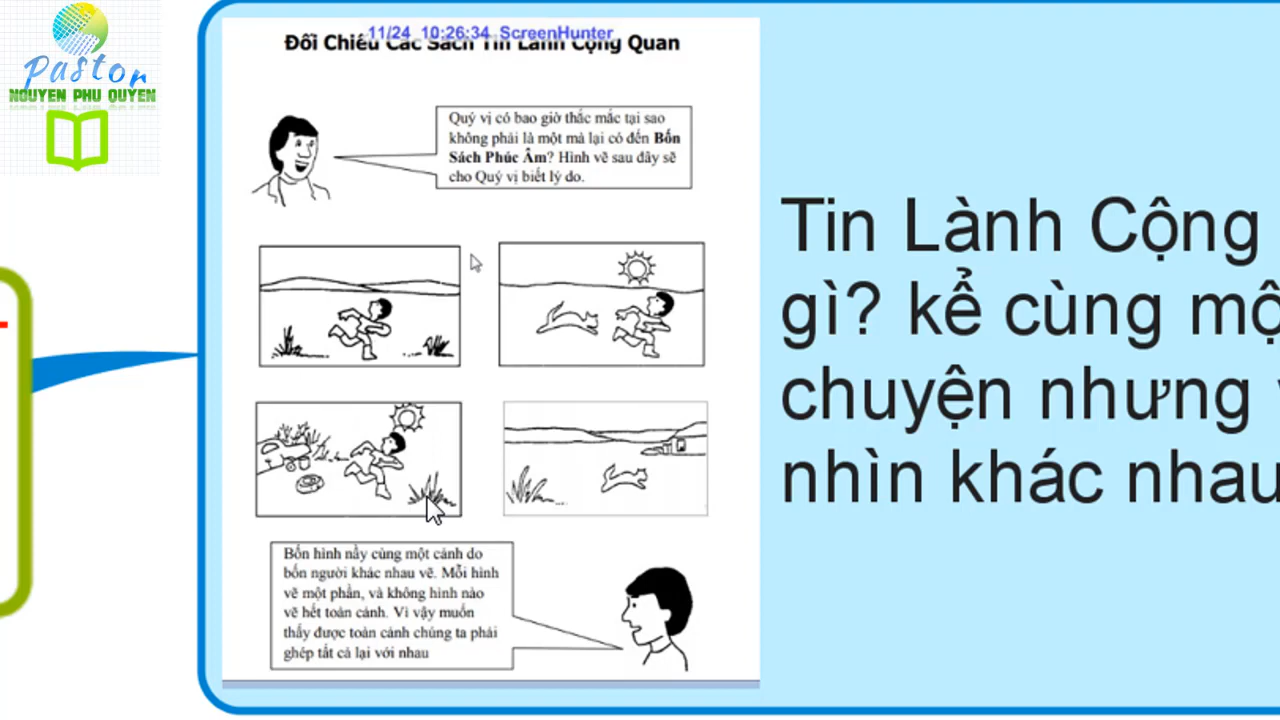 Pastor
NGUYEN PHU QUYEN
11/24 10:26:34 ScreenHunter
Đối Chiếu Các Sách Tin Lành Cộng Quan
Quý vị có bao giờ thắc mắc tại sao
không phải là một mà lại có đến Bốn
Sách Phúc Âm? Hình vẽ sau đây sẽ
cho Quý vị biết lý do.
Bốn hình nầy cùng một cảnh do
bốn người khác nhau vẽ. Mỗi hình
vẽ một phần, và không hình nào
vẽ hết toàn cảnh. Vì vậy muốn
thấy được toàn cảnh chúng ta phải
ghép tất cả lại với nhau
Tin Lành Cộng
gì? kể cùng mộ
chuyện nhưng
nhìn khác nhau